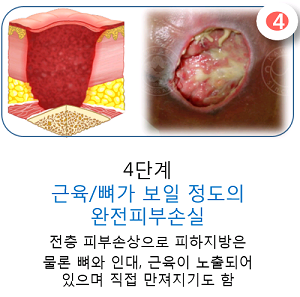 4
4단계
근육/뼈가 보일 정도의
완전피부손실
전층 피부손상으로 피하지방은
물론 뼈와 인대, 근육이 노출되어
있으며 직접 만져지기도 함